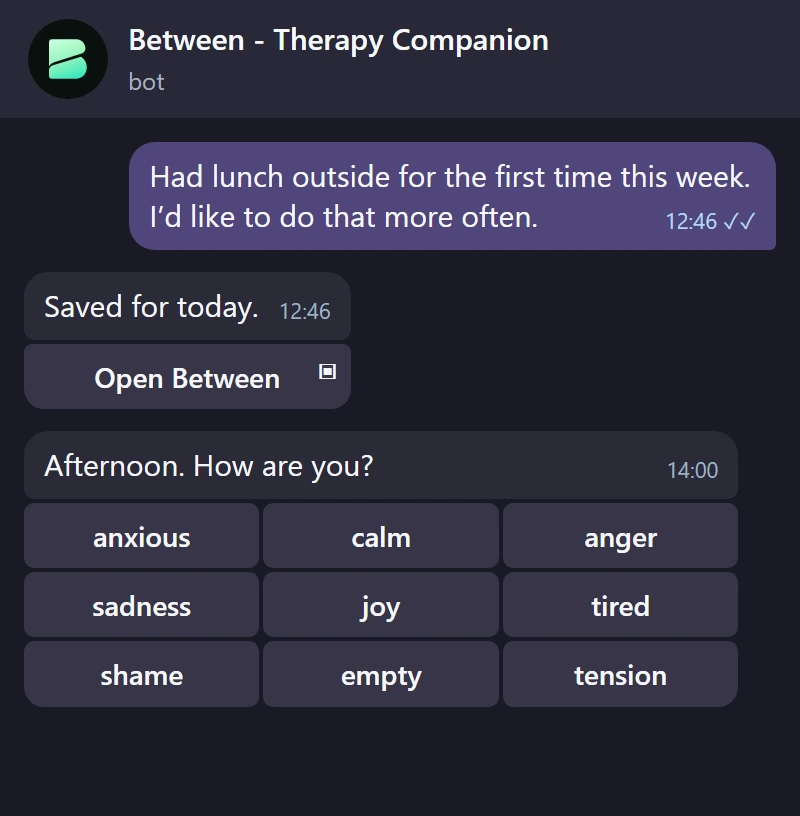 Between - Therapy Companion
bot
Had lunch outside for the first time this week.
I’d like to do that more often. 12:46
Saved for today. 12:46
Open Between
Afternoon. How are you? 14:00
anxious calm anger
sadness joy tired
shame empty tension